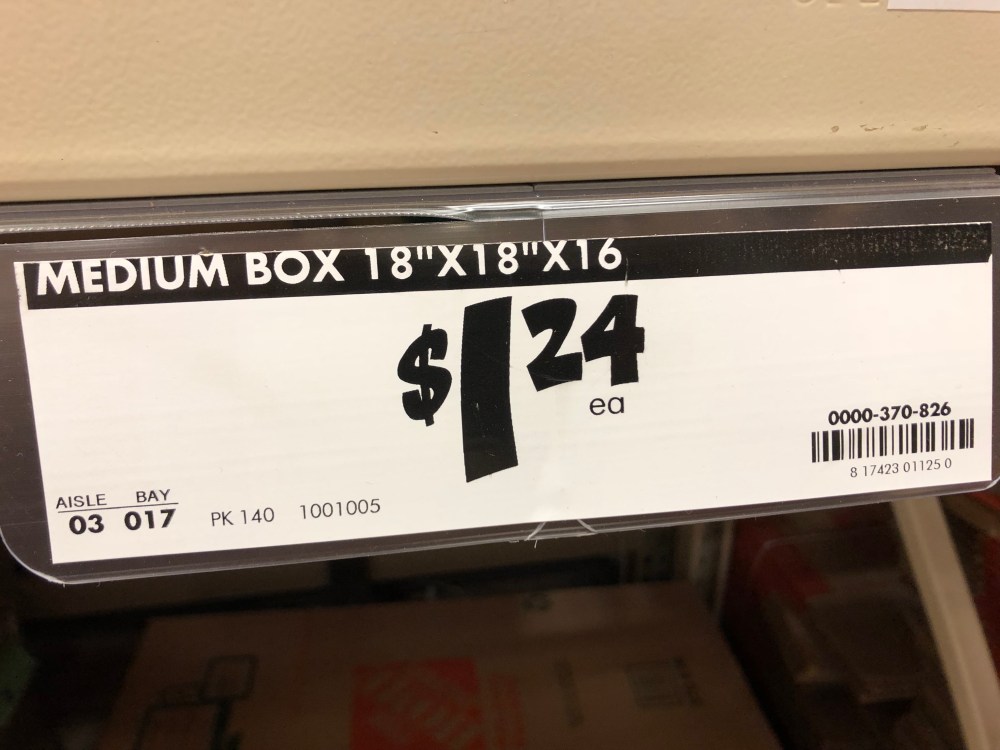 MEDIUM BOX 18"X18"X16
$1 24
ea
0000-370-826
8 17423 01125 0
AISLE BAY
03 017
PK 140 1001005